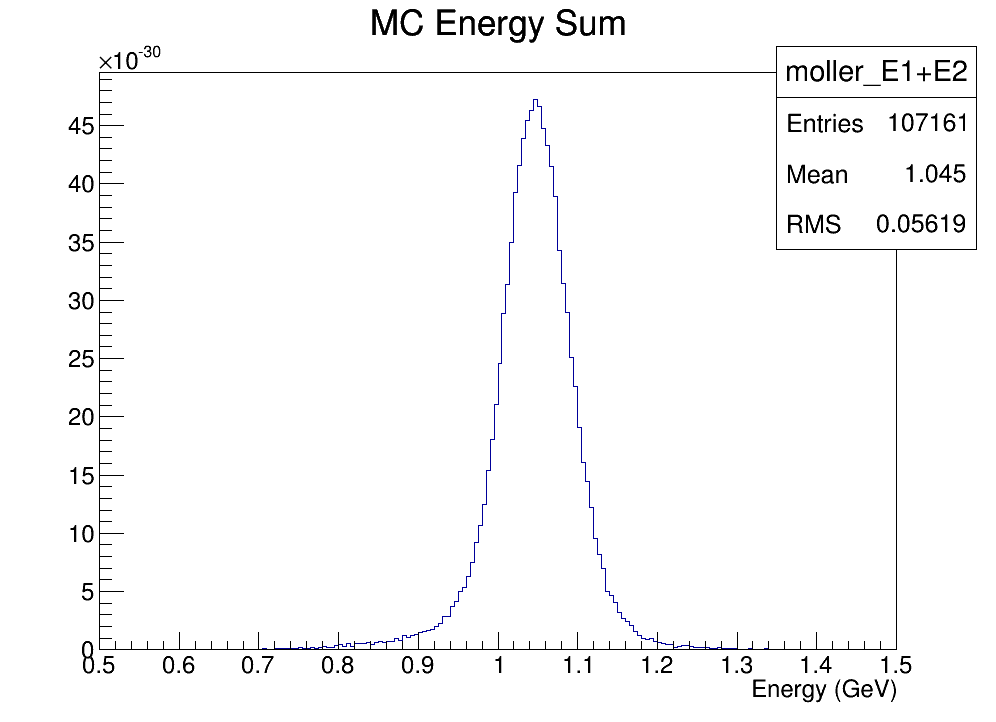 MC Energy Sum
×10^-30
moller_E1+E2
Entries 107161
Mean 1.045
RMS 0.05619
45
40
35
30
25
20
15
10
5
0
0.5 0.6 0.7 0.8 0.9 1 1.1 1.2 1.3 1.4 1.5
Energy (GeV)